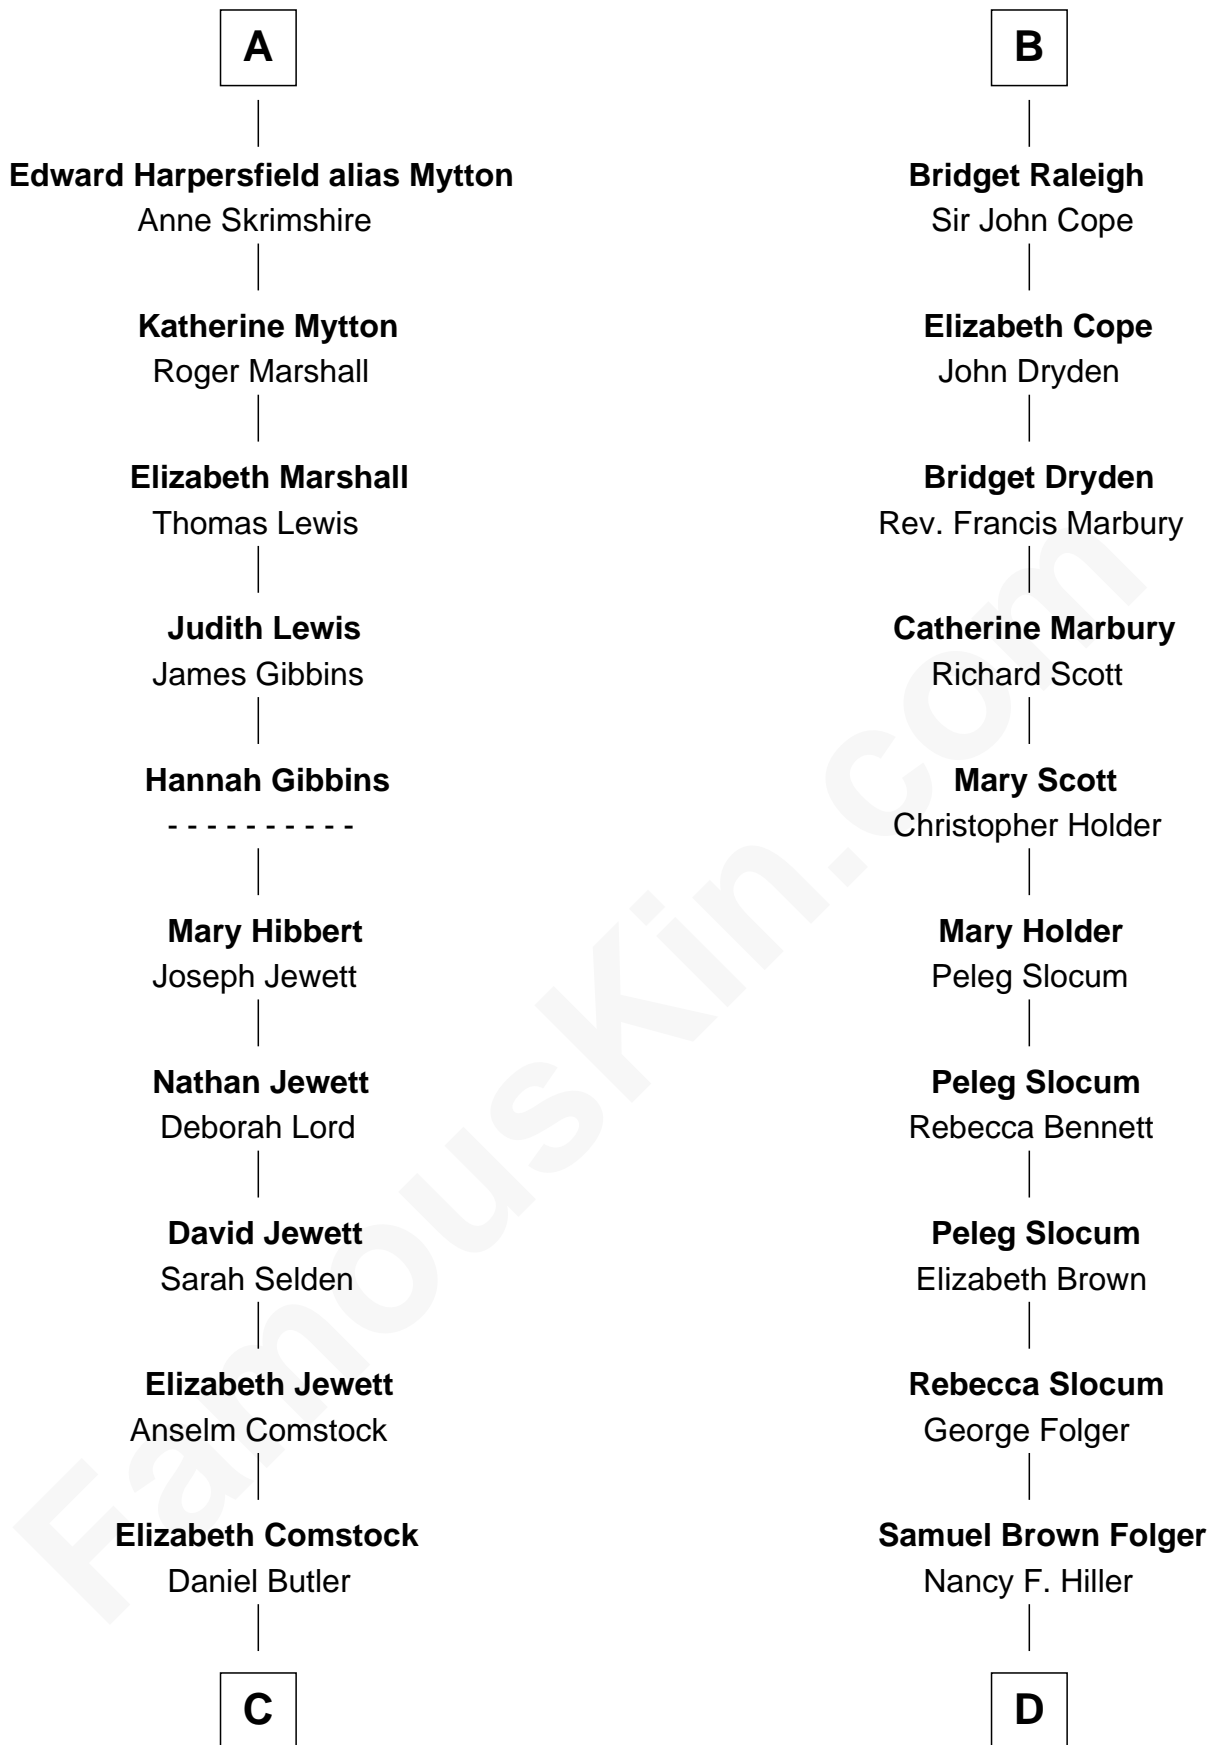 A
Edward Harpersfield alias Mytton
Anne Skrimshire
Katherine Mytton
Roger Marshall
Elizabeth Marshall
Thomas Lewis
Judith Lewis
James Gibbins
Hannah Gibbins
- - - - - - - - - -
Mary Hibbert
Joseph Jewett
Nathan Jewett
Deborah Lord
David Jewett
Sarah Selden
Elizabeth Jewett
Anselm Comstock
Elizabeth Comstock
Daniel Butler
C
B
Bridget Raleigh
Sir John Cope
Elizabeth Cope
John Dryden
Bridget Dryden
Rev. Francis Marbury
Catherine Marbury
Richard Scott
Mary Scott
Christopher Holder
Mary Holder
Peleg Slocum
Peleg Slocum
Rebecca Bennett
Peleg Slocum
Elizabeth Brown
Rebecca Slocum
George Folger
Samuel Brown Folger
Nancy F. Hiller
D
FamousKin.com